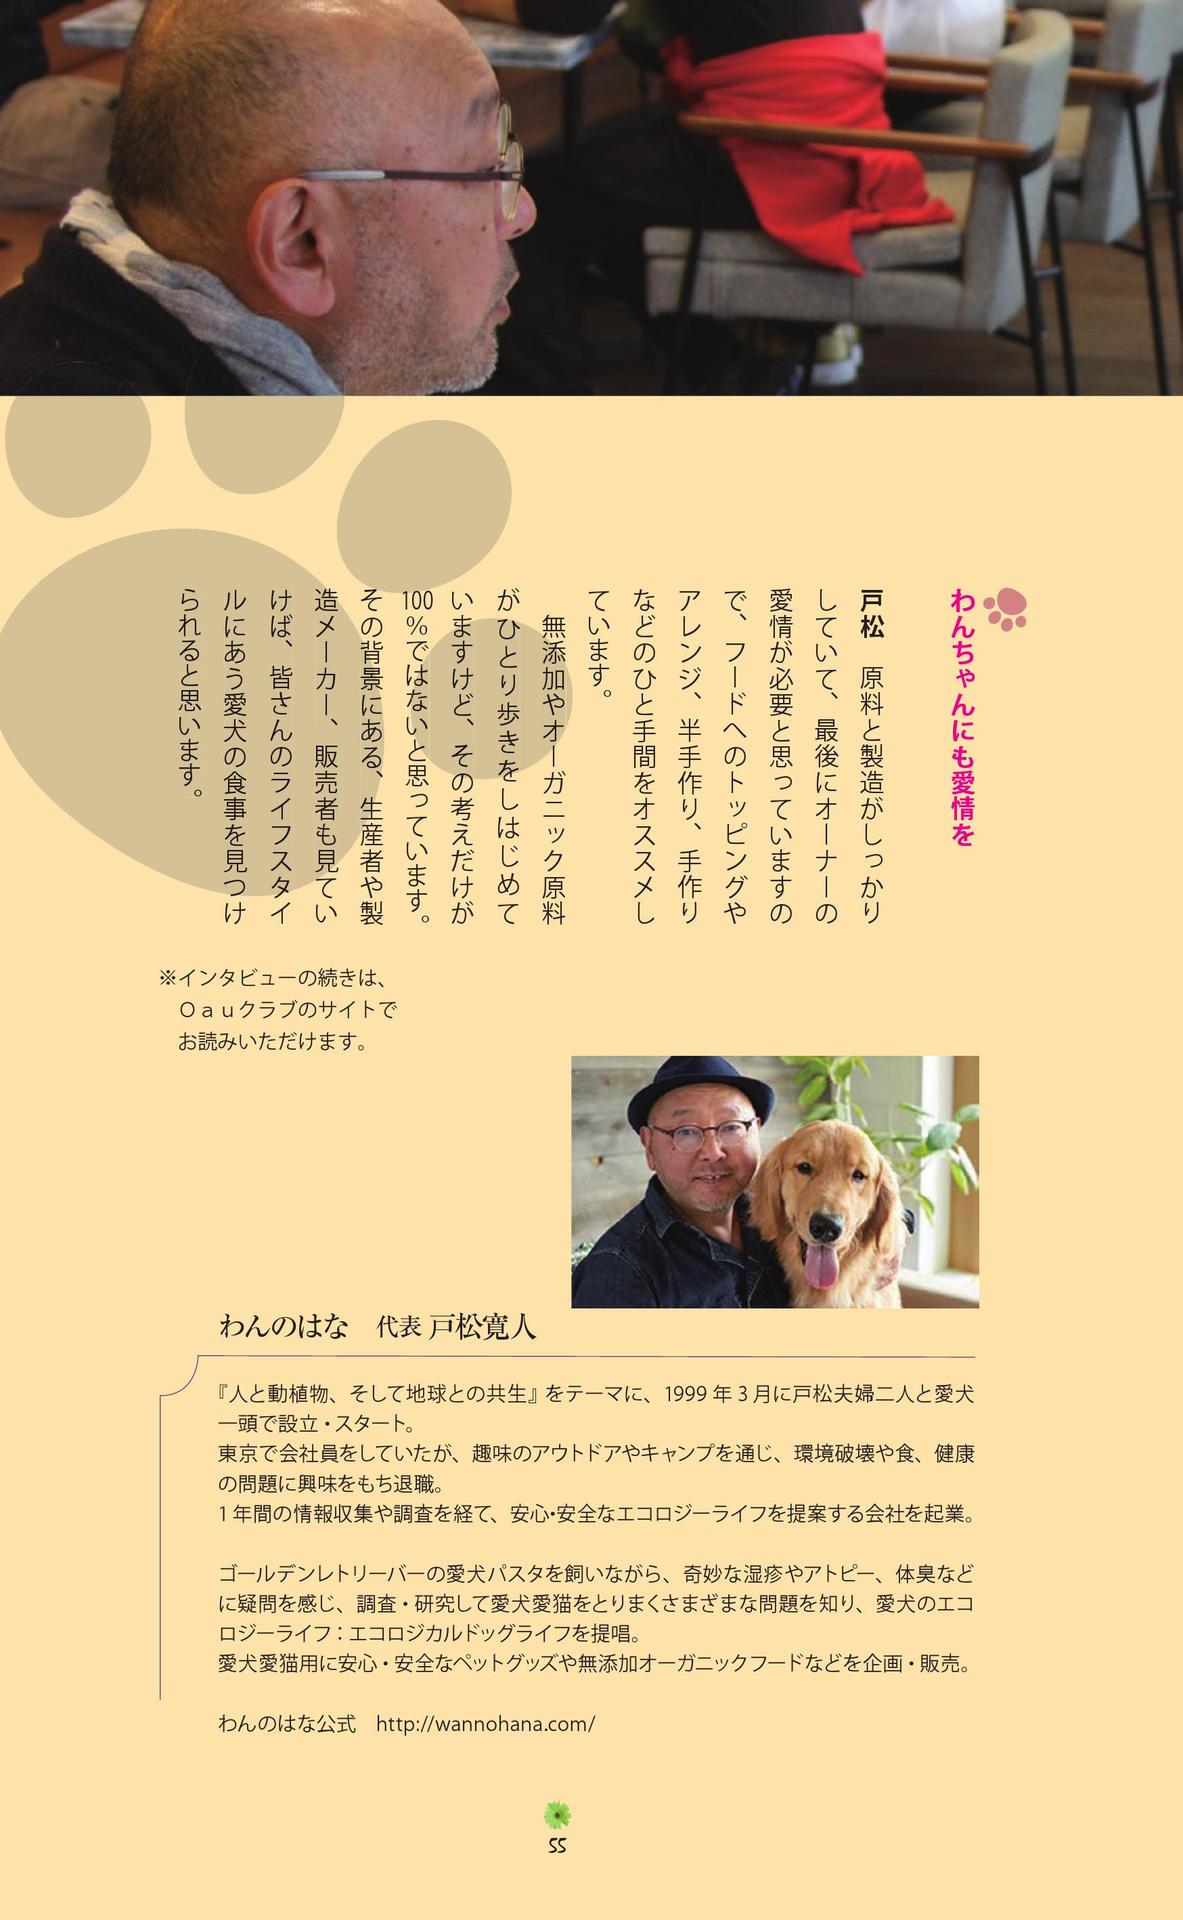 わんちゃんにも愛情を
戸松　原料と製造がしっかり
していて、最後にオーナーの
愛情が必要と思っていますの
で、フードへのトッピングや
アレンジ、半手作り、手作り
などのひと手間をオススメし
ています。
　無添加やオーガニック原料
がひとり歩きをしはじめて
いますけど、その考えだけが
100％ではないと思っています。
その背景にある、生産者や製
造メーカー、販売者も見てい
けば、皆さんのライフスタイ
ルにあう愛犬の食事を見つけ
られると思います。
※インタビューの続きは、
Ｏａｕクラブのサイトで
お読みいただけます。
わんのはな　代表 戸松寛人
『人と動植物、そして地球との共生』をテーマに、1999 年 3 月に戸松夫婦二人と愛犬
一頭で設立・スタート。
東京で会社員をしていたが、趣味のアウトドアやキャンプを通じ、環境破壊や食、健康
の問題に興味をもち退職。
1 年間の情報収集や調査を経て、安心・安全なエコロジーライフを提案する会社を起業。
ゴールデンレトリーバーの愛犬パスタを飼いながら、奇妙な湿疹やアトピー、体臭など
に疑問を感じ、調査・研究して愛犬愛猫をとりまくさまざまな問題を知り、愛犬のエコ
ロジーライフ：エコロジカルドッグライフを提唱。
愛犬愛猫用に安心・安全なペットグッズや無添加オーガニックフードなどを企画・販売。
わんのはな公式　http://wannohana.com/
55